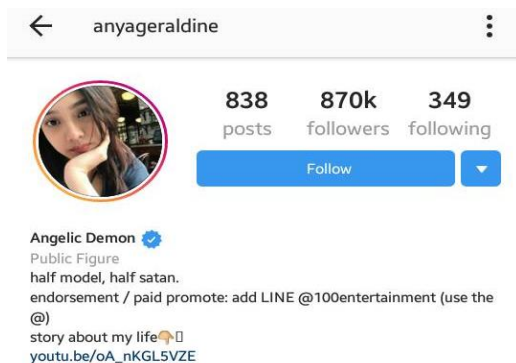 anyageraldine
838 870k 349
posts followers following
Follow
Angelic Demon
Public Figure
half model, half satan.
endorsement / paid promote: add LINE @100entertainment (use the
@)
story about my life👇🏼▯
youtu.be/oA_nKGL5VZE